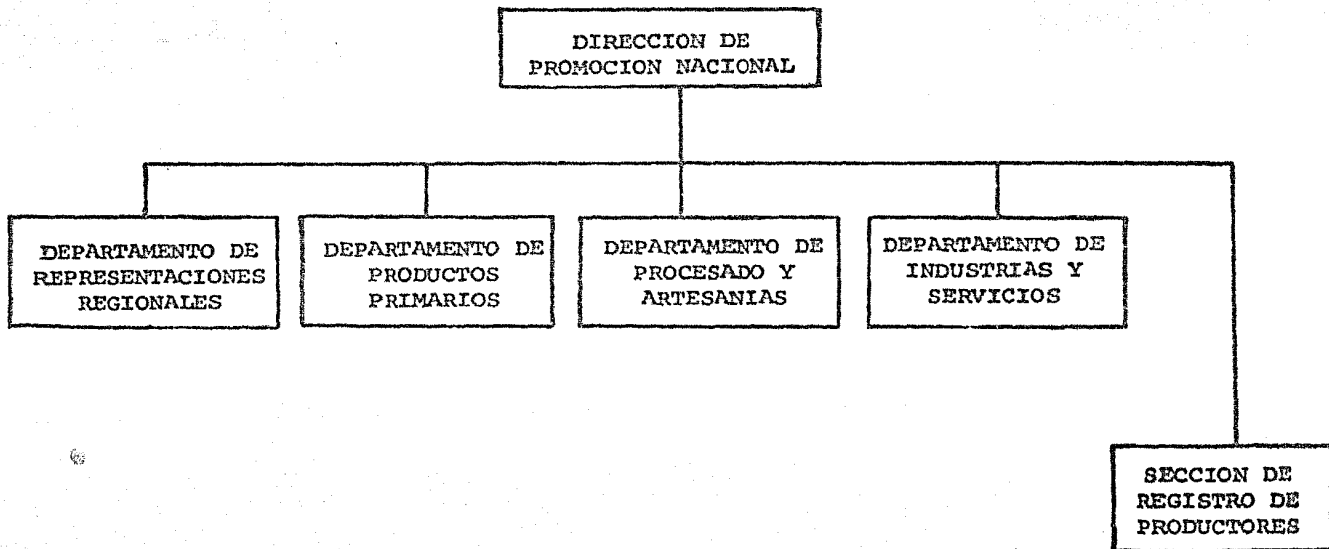 DIRECCION DE
PROMOCION NACIONAL
DEPARTAMENTO DE
REPRESENTACIONES
REGIONALES
DEPARTAMENTO DE
PRODUCTOS
PRIMARIOS
DEPARTAMENTO DE
PROCESADO Y
ARTESANIAS
DEPARTAMENTO DE
INDUSTRIAS Y
SERVICIOS
SECCION DE
REGISTRO DE
PRODUCTORES